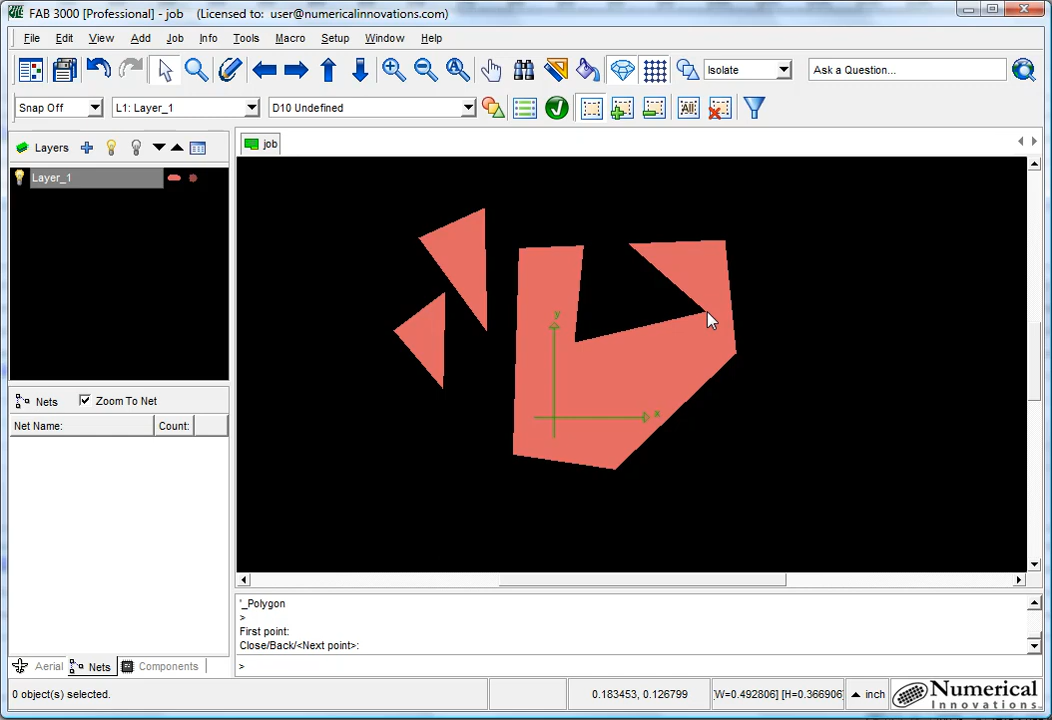 FAB 3000 [Professional] - job (Licensed to: user@numericalinnovations.com)
File Edit View Add Job Info Tools Macro Setup Window Help
Isolate Ask a Question...
Snap Off L1: Layer_1 D10 Undefined All
Layers job
Layer_1
y
x
Nets Zoom To Net
Net Name: Count:
'_Polygon
>
First point:
Close/Back/<Next point>:
Aerial Nets Components >
0 object(s) selected. 0.183453, 0.126799 W=0.492806] [H=0.366906 inch Numerical
Innovations.